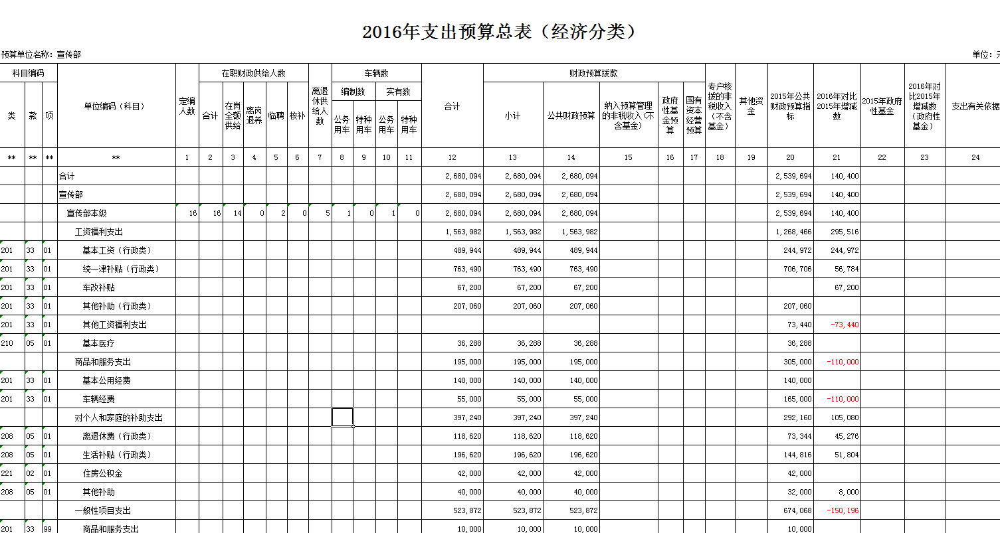 2016年支出预算总表（经济分类）
预算单位名称：宣传部 单位：元
科目编码 单位编码（科目） 定编人数 在职财政供给人数 离退休供给人数 车辆数 合计 财政预算拨款 专户核拨的非税收入（不含基金） 其他资金 2015年公共财政预算指标 2016年对比2015年增减数 2015年政府性基金 2016年对比2015年增减数（政府性基金） 支出有关依据
编制数 实有数
类 款 项 合计 在岗全额供给 离岗退养 临聘 核补 公务用车 特种用车 公务用车 特种用车 小计 公共财政预算 纳入预算管理的非税收入(不含基金） 政府性基金预算 国有资本经营预算
** ** ** ** 1 2 3 4 5 6 7 8 9 10 11 12 13 14 15 16 17 18 19 20 21 22 23 24
合计 2,680,094 2,680,094 2,680,094 2,539,694 140,400
宣传部 2,680,094 2,680,094 2,680,094 2,539,694 140,400
宣传部本级 16 16 14 0 2 0 5 1 0 1 0 2,680,094 2,680,094 2,680,094 2,539,694 140,400
工资福利支出 1,563,982 1,563,982 1,563,982 1,268,466 295,516
201 33 01 基本工资（行政类） 489,944 489,944 489,944 244,972 244,972
201 33 01 统一津补贴（行政类） 763,490 763,490 763,490 706,706 56,784
201 33 01 车改补贴 67,200 67,200 67,200 67,200
201 33 01 其他补助（行政类） 207,060 207,060 207,060 207,060
201 33 01 其他工资福利支出 73,440 -73,440
210 05 01 基本医疗 36,288 36,288 36,288 36,288
商品和服务支出 195,000 195,000 195,000 305,000 -110,000
201 33 01 基本公用经费 140,000 140,000 140,000 140,000
201 33 01 车辆经费 55,000 55,000 55,000 165,000 -110,000
对个人和家庭的补助支出 397,240 397,240 397,240 292,160 105,080
208 05 01 离退休费（行政类） 118,620 118,620 118,620 73,344 45,276
208 05 01 生活补贴（行政类） 196,620 196,620 196,620 144,816 51,804
221 02 01 住房公积金 42,000 42,000 42,000 42,000
208 05 01 其他补助 40,000 40,000 40,000 32,000 8,000
一般性项目支出 523,872 523,872 523,872 674,068 -150,196
201 33 99 商品和服务支出 10,000 10,000 10,000 10,000